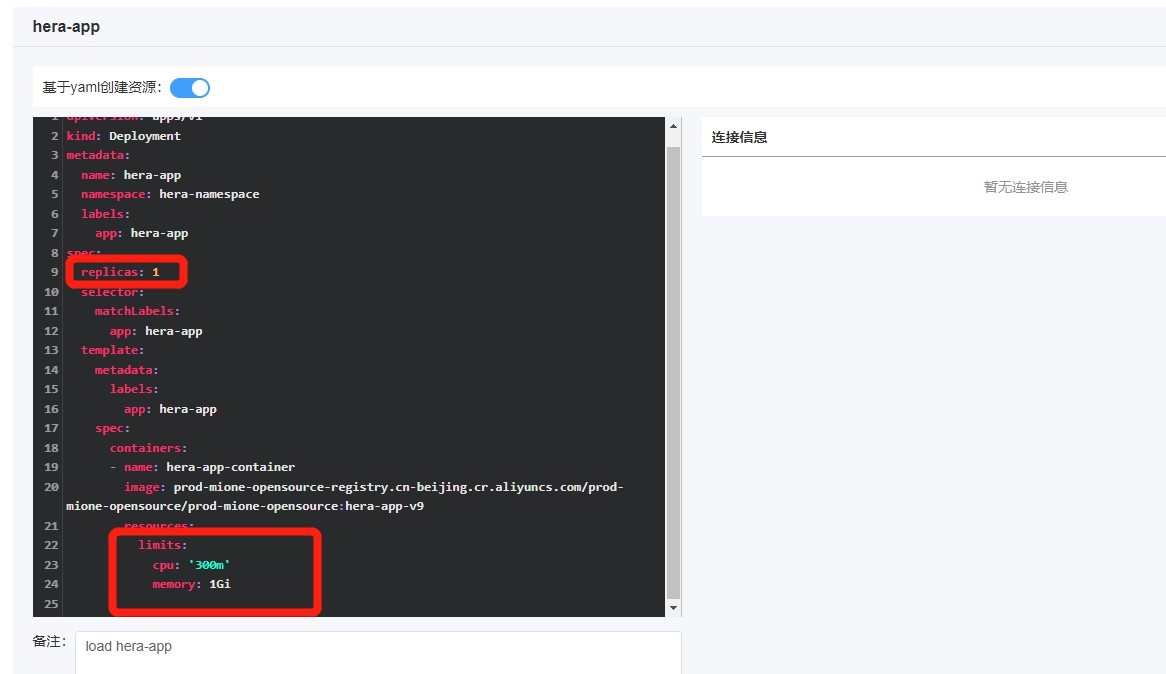 hera-app
基于yaml创建资源：
1 apiVersion: apps/v1
2 kind: Deployment
3 metadata:
4 name: hera-app
5 namespace: hera-namespace
6 labels:
7 app: hera-app
8 spec:
9 replicas: 1
10 selector:
11 matchLabels:
12 app: hera-app
13 template:
14 metadata:
15 labels:
16 app: hera-app
17 spec:
18 containers:
19 - name: hera-app-container
20 image: prod-mione-opensource-registry.cn-beijing.cr.aliyuncs.com/prod-
mione-opensource/prod-mione-opensource:hera-app-v9
21 resources:
22 limits:
23 cpu: '300m'
24 memory: 1Gi
25
备注：
load hera-app
连接信息
暂无连接信息